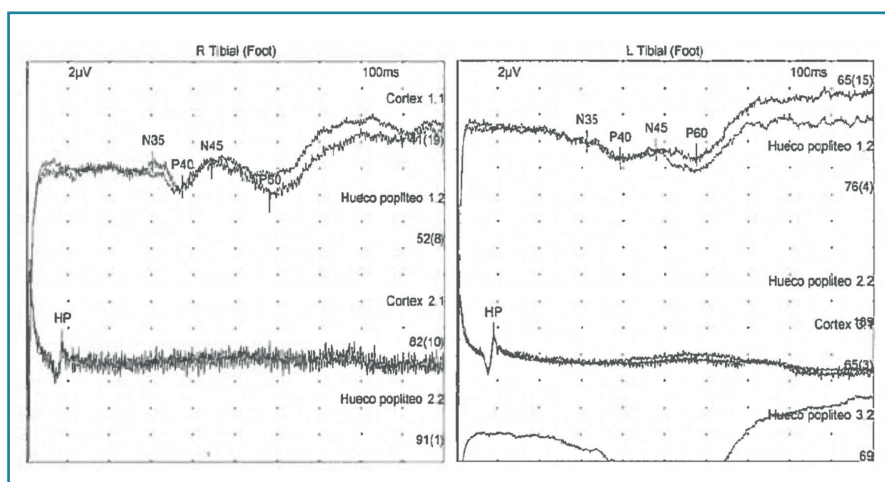 R Tibial (Foot)
2µV
100ms
Cortex 1.1
N35
P40
N45
P60
Hueco popliteo 1.2
52(8)
Cortex 2.1
HP
82(10)
Hueco popliteo 2.2
91(1)
L Tibial (Foot)
2µV
100ms
65(15)
N35
P40
N45
P60
Hueco popliteo 1.2
76(4)
Hueco popliteo 2.2
HP
Cortex 3.1
65(3)
Hueco popliteo 3.2
69